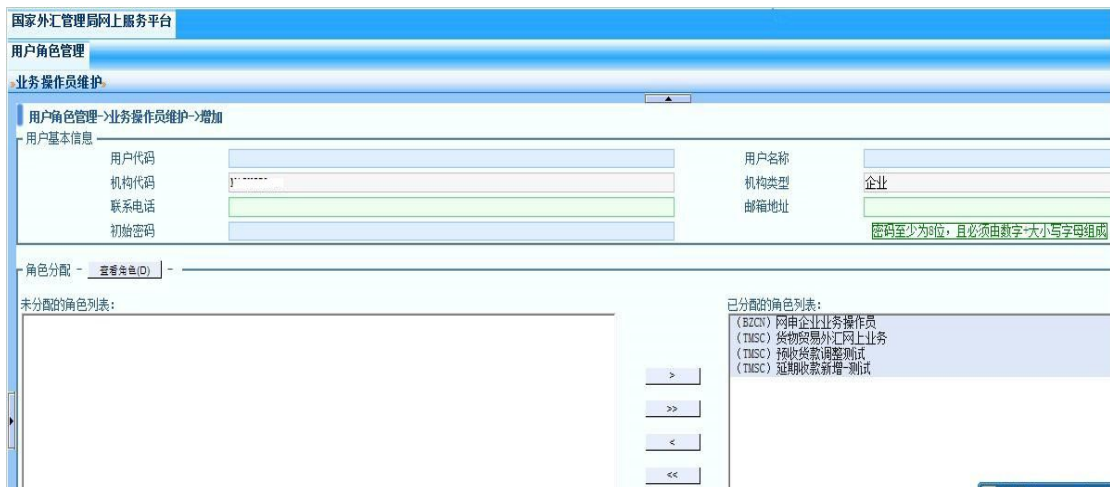 国家外汇管理局网上服务平台
用户角色管理
»业务操作员维护»
用户角色管理->业务操作员维护->增加
用户基本信息
用户代码 用户名称
机构代码 机构类型 企业
联系电话 邮箱地址
初始密码 密码至少为8位，且必须由数字+大小写字母组成
角色分配 - 查看角色(D) -
未分配的角色列表: 已分配的角色列表:
(BZCN) 网申企业业务操作员
(TMSC) 货物贸易外汇网上业务
(TMSC) 预收货款调整测试
(TMSC) 延期收款新增-测试
>
>>
<
<<